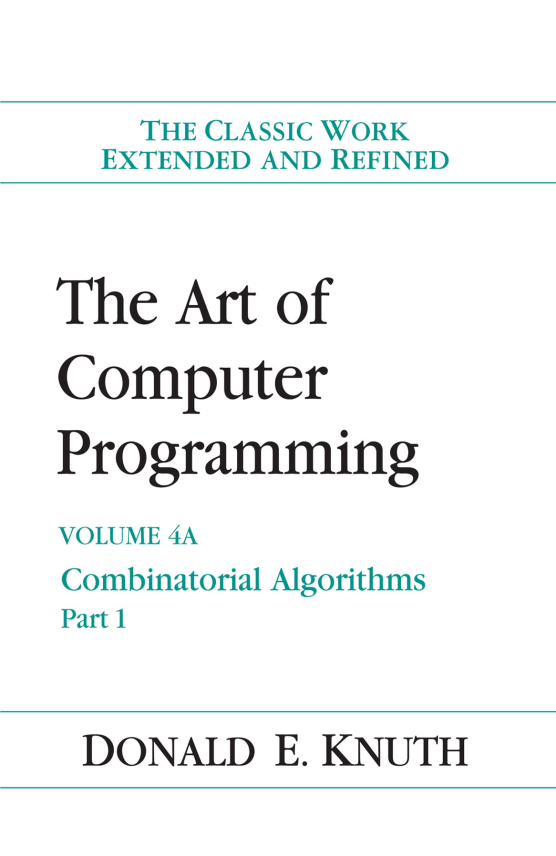 THE CLASSIC WORK
EXTENDED AND REFINED
The Art of
Computer
Programming
VOLUME 4A
Combinatorial Algorithms
Part 1
DONALD E. KNUTH